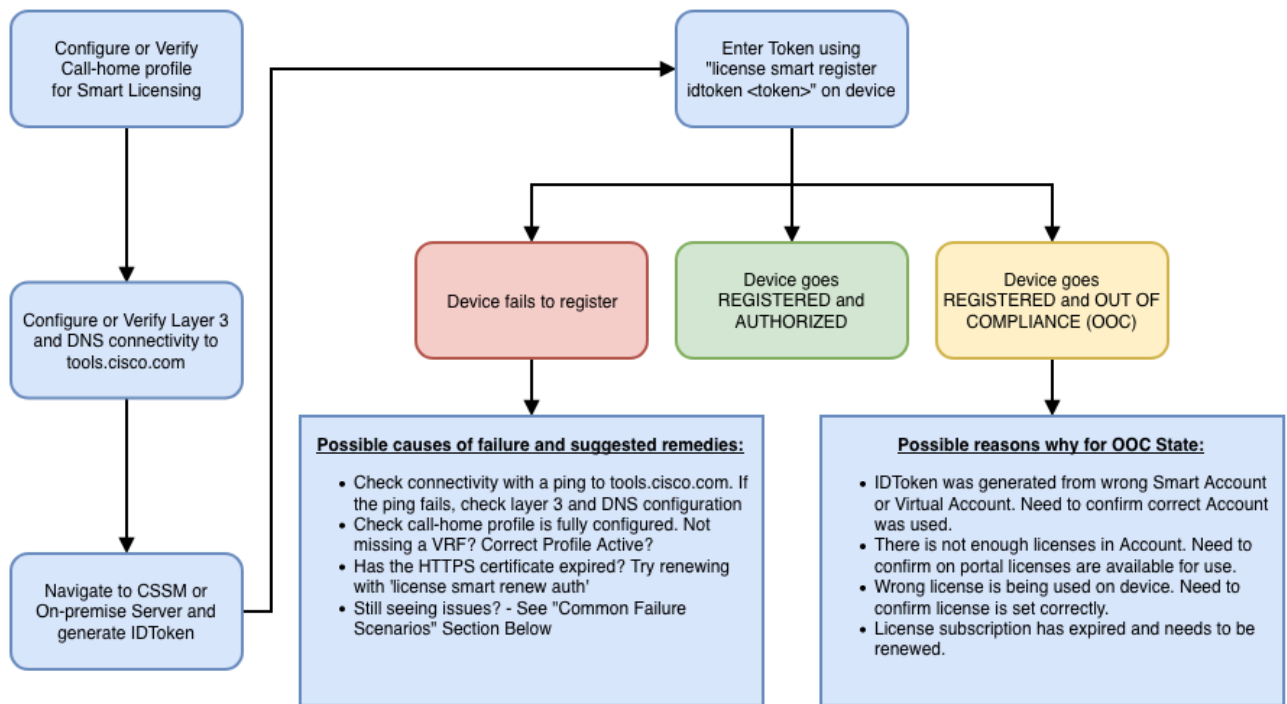 Configure or Verify
Call-home profile
for Smart Licensing
Configure or Verify Layer 3
and DNS connectivity to
tools.cisco.com
Navigate to CSSM or
On-premise Server and
generate IDToken
Enter Token using
"license smart register
idtoken <token>" on device
Device fails to register
Device goes
REGISTERED and
AUTHORIZED
Device goes
REGISTERED and OUT OF
COMPLIANCE (OOC)
Possible causes of failure and suggested remedies:
• Check connectivity with a ping to tools.cisco.com. If
the ping fails, check layer 3 and DNS configuration
• Check call-home profile is fully configured. Not
missing a VRF? Correct Profile Active?
• Has the HTTPS certificate expired? Try renewing
with 'license smart renew auth'
• Still seeing issues? - See "Common Failure
Scenarios" Section Below
Possible reasons why for OOC State:
• IDToken was generated from wrong Smart Account
or Virtual Account. Need to confirm correct Account
was used.
• There is not enough licenses in Account. Need to
confirm on portal licenses are available for use.
• Wrong license is being used on device. Need to
confirm license is set correctly.
• License subscription has expired and needs to be
renewed.